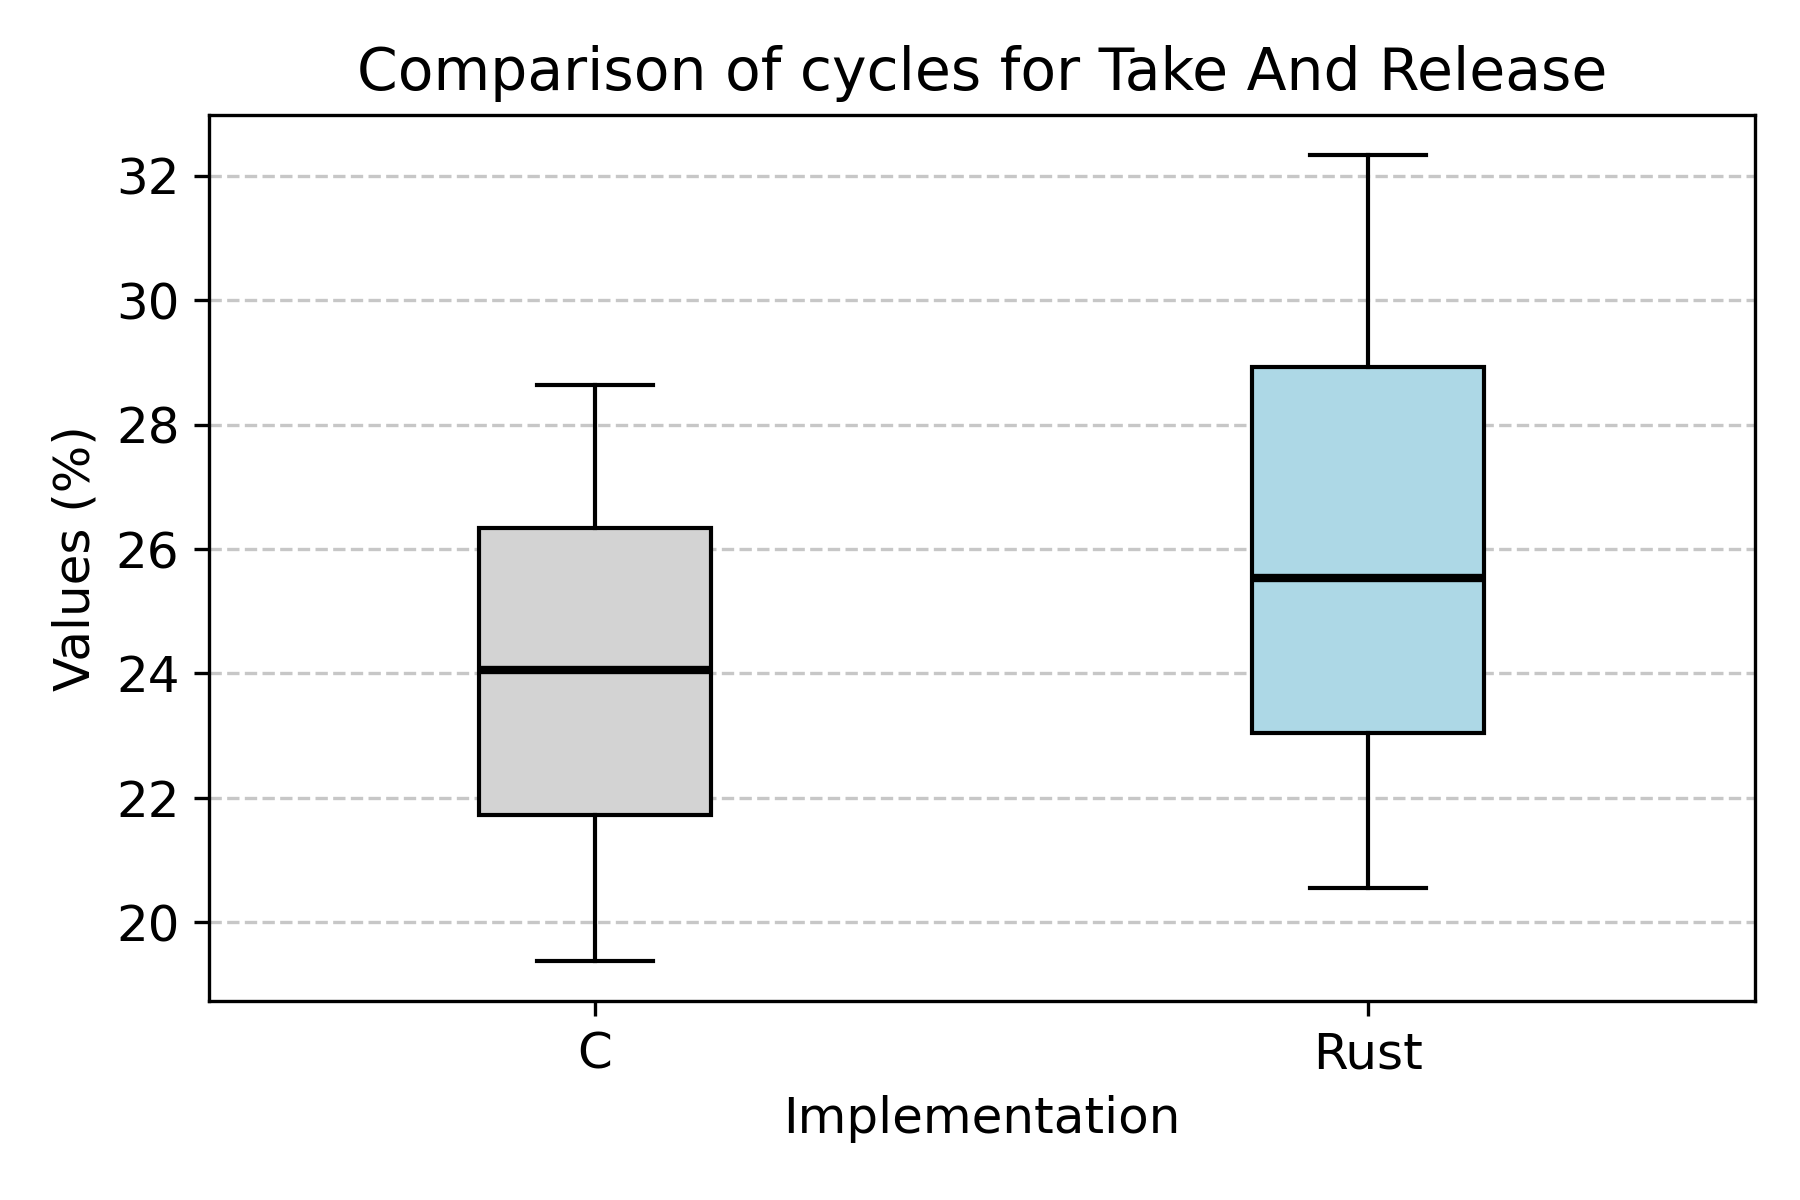 Comparison of cycles for Take And Release
Values (%)
32
30
28
26
24
22
20
C
Rust
Implementation